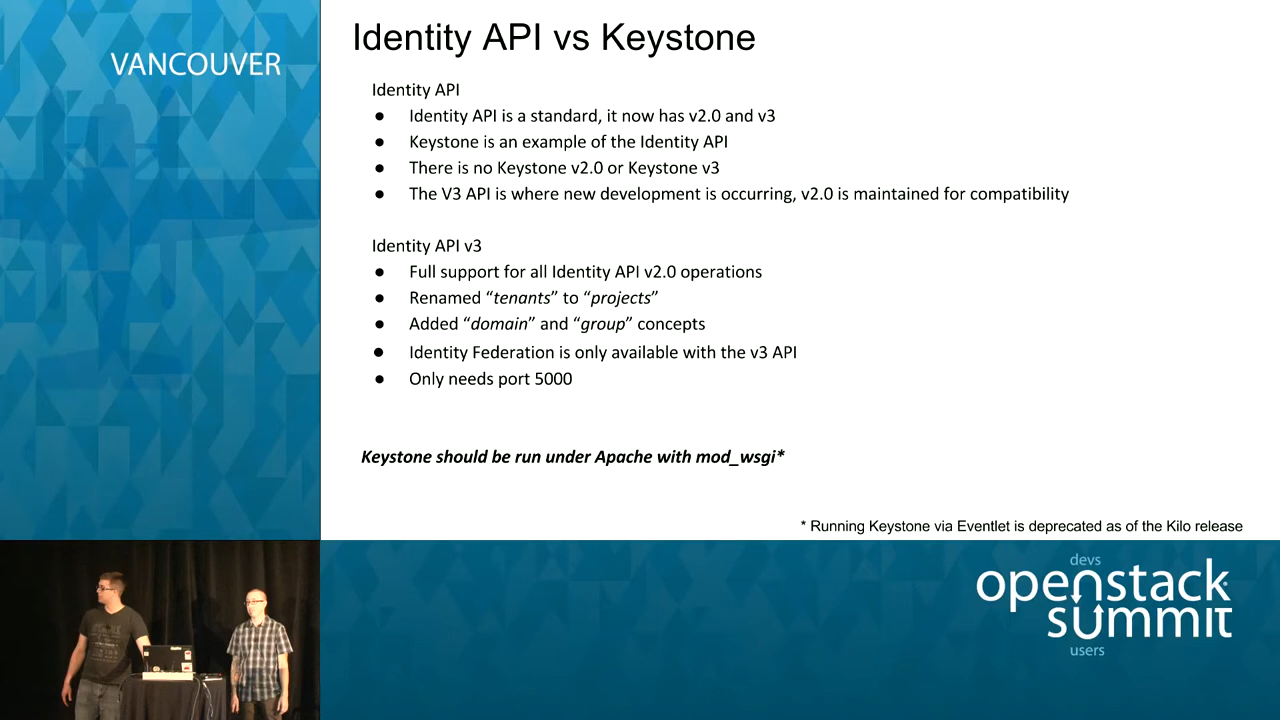 VANCOUVER
Identity API vs Keystone
Identity API
● Identity API is a standard, it now has v2.0 and v3
● Keystone is an example of the Identity API
● There is no Keystone v2.0 or Keystone v3
● The V3 API is where new development is occurring, v2.0 is maintained for compatibility
Identity API v3
● Full support for all Identity API v2.0 operations
● Renamed “tenants” to “projects”
● Added “domain” and “group” concepts
● Identity Federation is only available with the v3 API
● Only needs port 5000
Keystone should be run under Apache with mod_wsgi*
* Running Keystone via Eventlet is deprecated as of the Kilo release
devs
openstack
summit
users